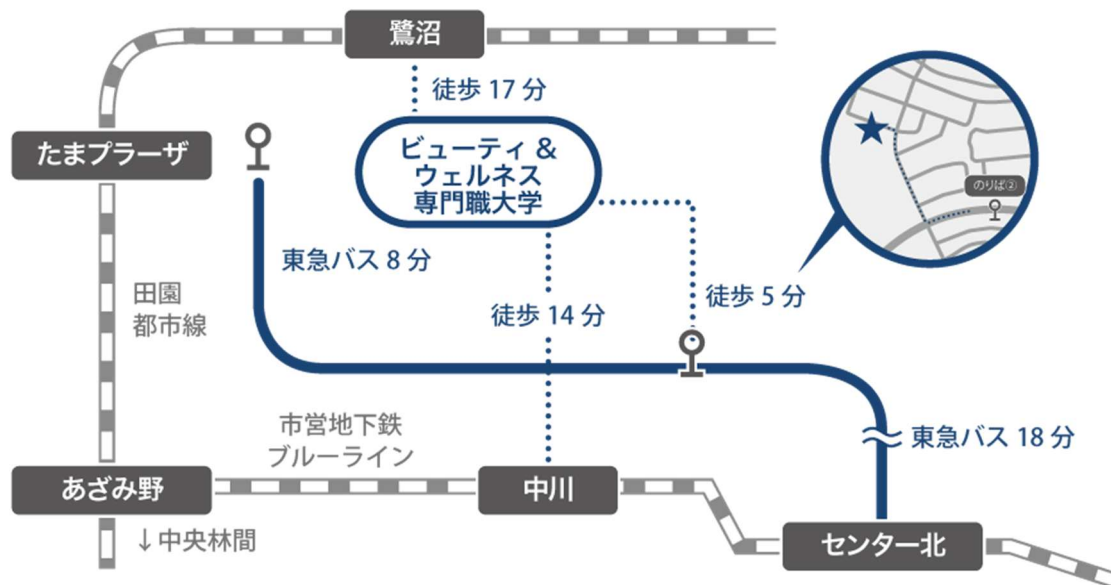 鷺沼
徒歩 17 分
たまプラーザ
ビューティ &
ウェルネス
専門職大学
のりば②
東急バス 8 分
田園
都市線
徒歩 14 分
徒歩 5 分
市営地下鉄
ブルーライン
東急バス 18 分
あざみ野
中川
↓中央林間
センター北